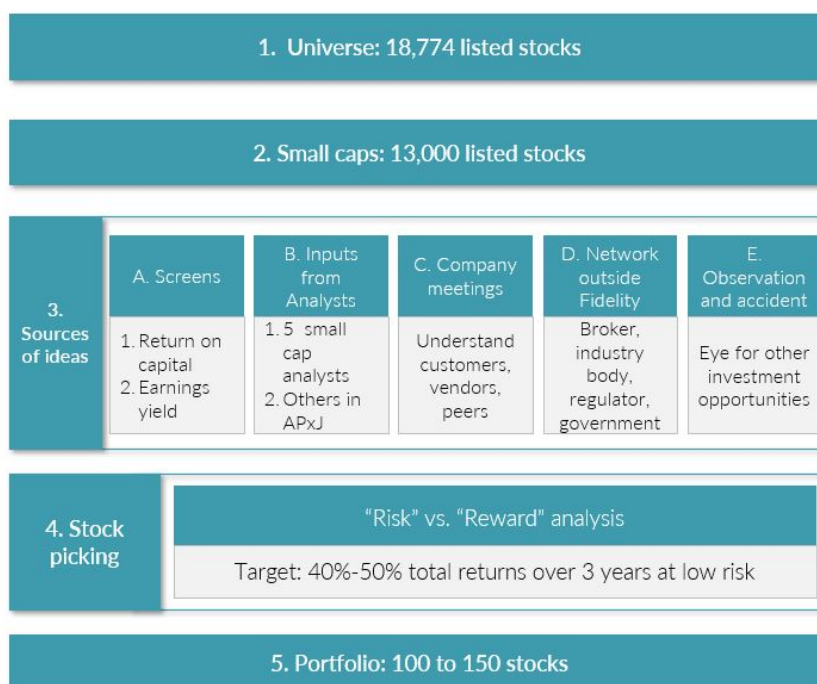 1. Universe: 18,774 listed stocks
2. Small caps: 13,000 listed stocks
3.
Sources
of ideas
A. Screens
1. Return on
capital
2. Earnings
yield
B. Inputs
from
Analysts
1. 5 small
cap
analysts
2. Others in
APxJ
C. Company
meetings
Understand
customers,
vendors,
peers
D. Network
outside
Fidelity
Broker,
industry
body,
regulator,
government
E.
Observation
and accident
Eye for other
investment
opportunities
4. Stock
picking
“Risk” vs. “Reward” analysis
Target: 40%-50% total returns over 3 years at low risk
5. Portfolio: 100 to 150 stocks